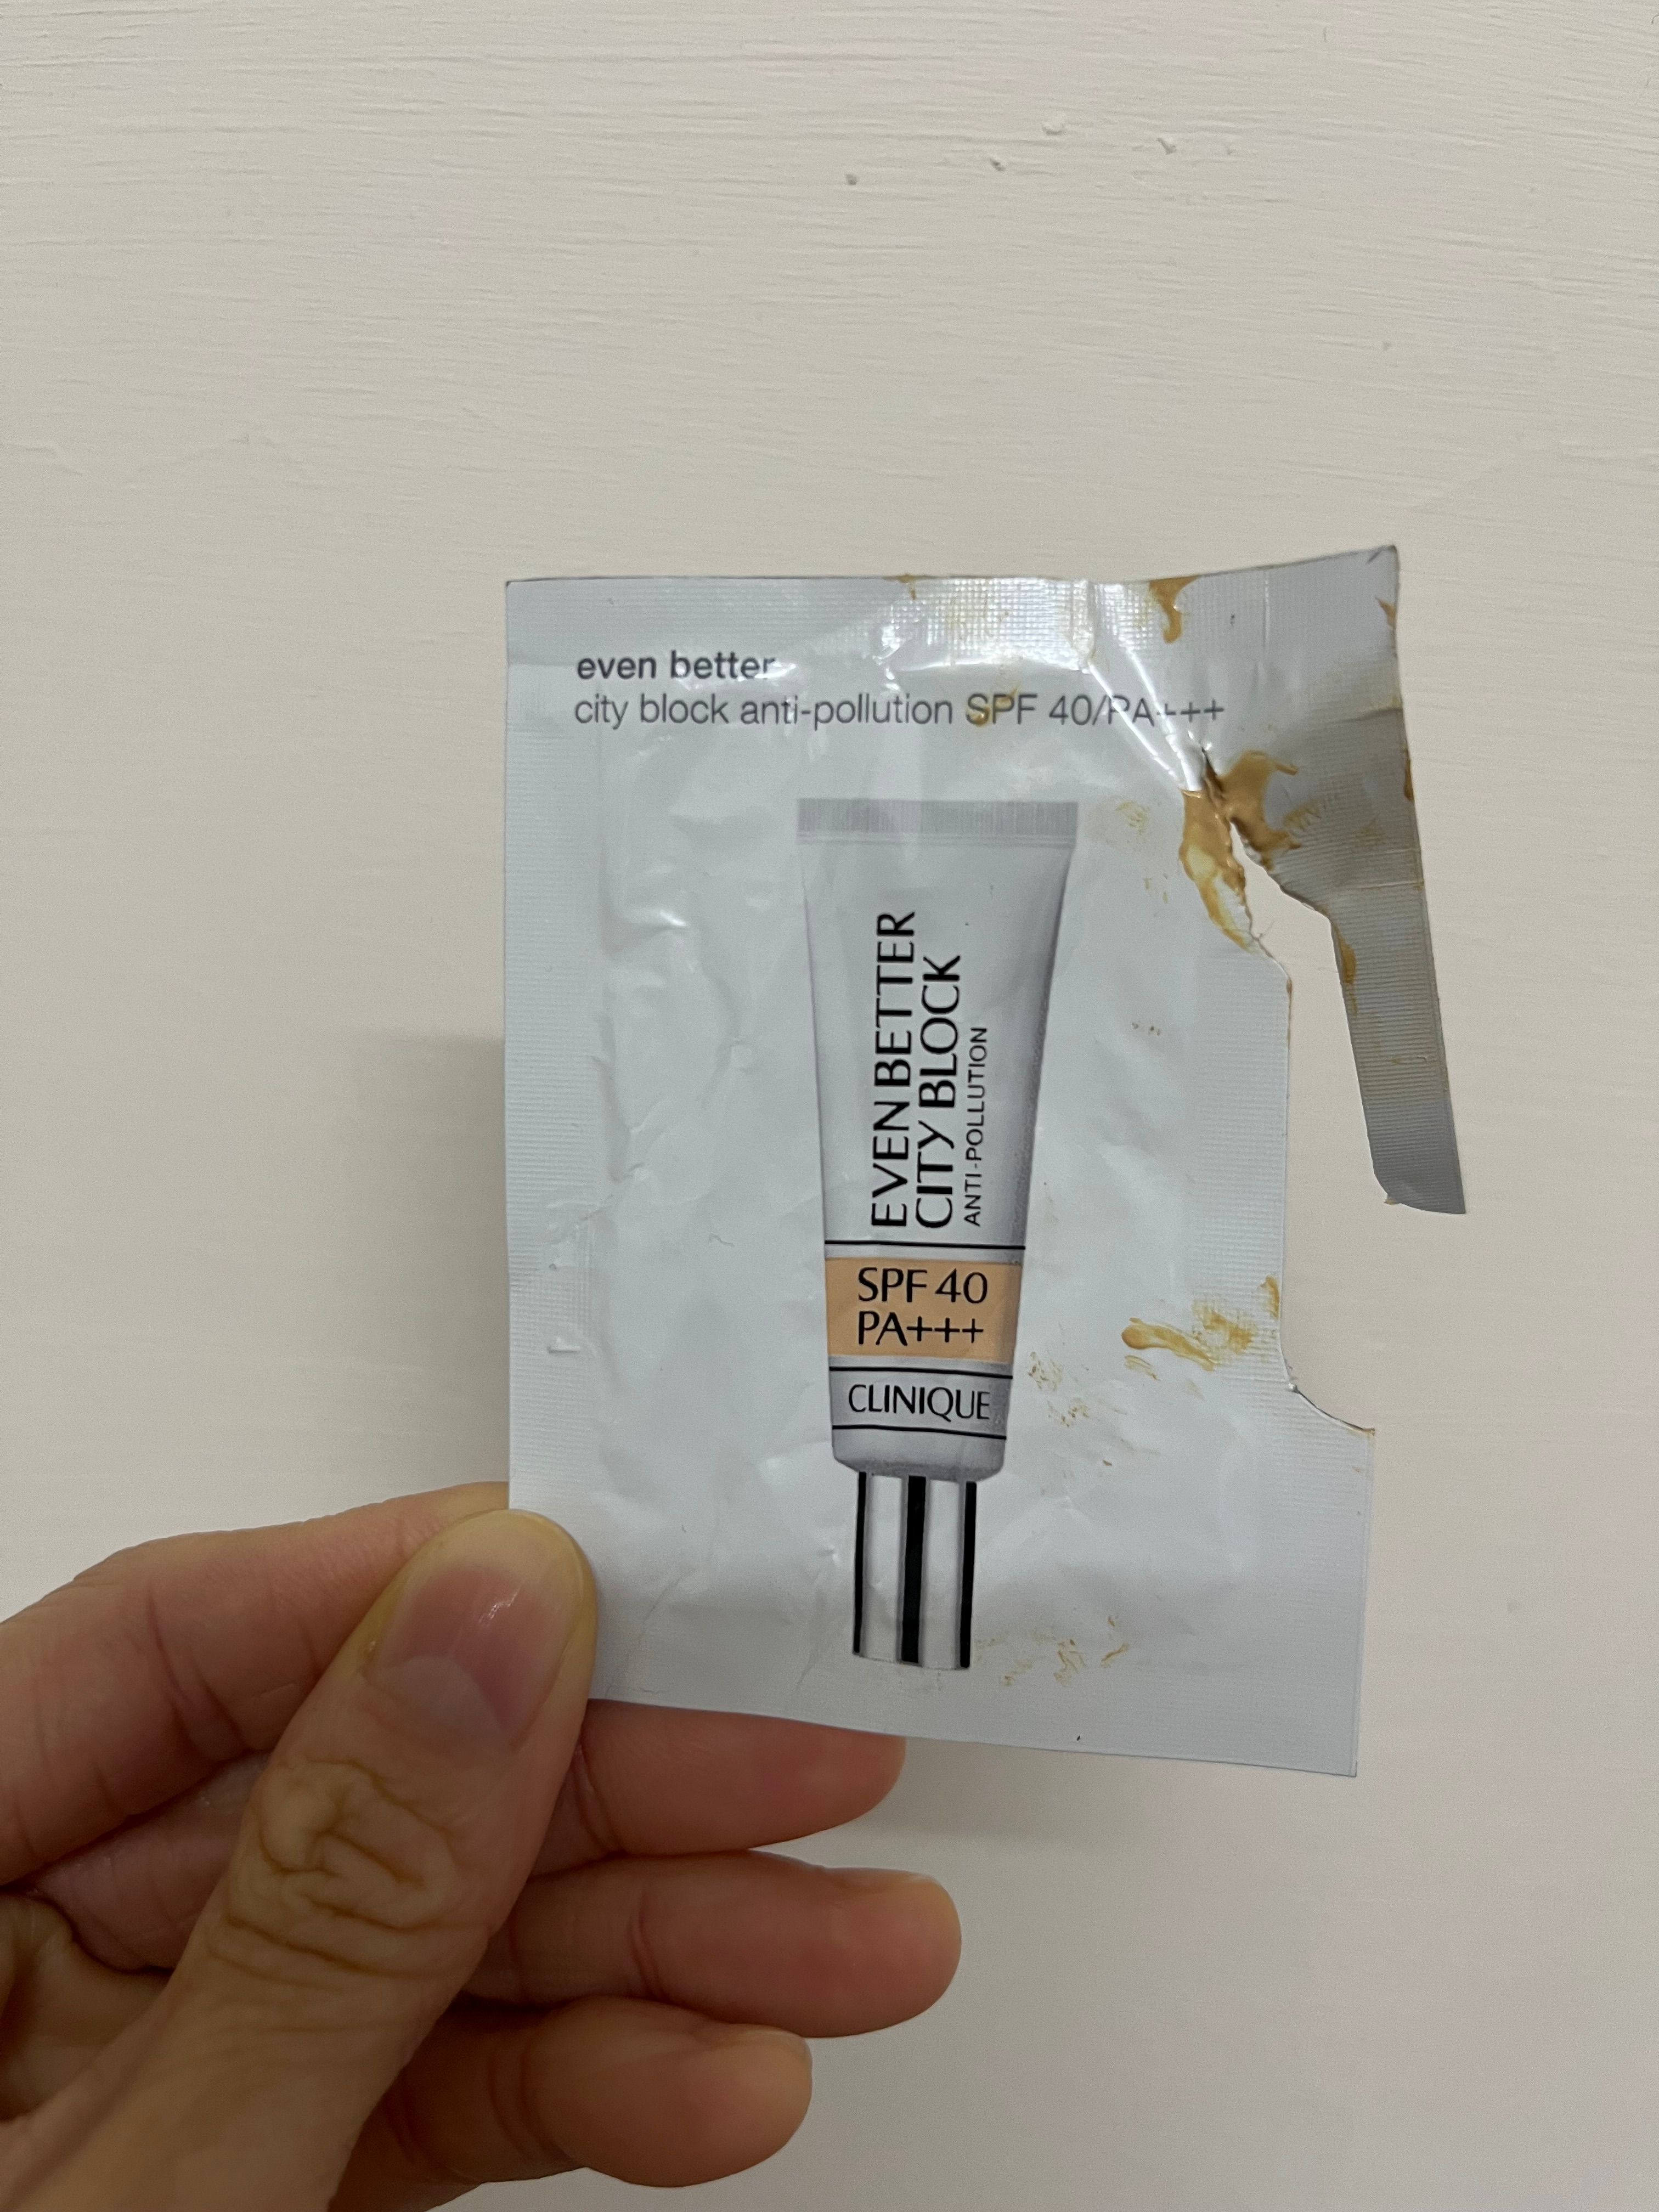 even better
city block anti-pollution SPF 40/PA+++
EVEN BETTER
CITY BLOCK
ANTI-POLLUTION
SPF 40
PA+++
CLINIQUE